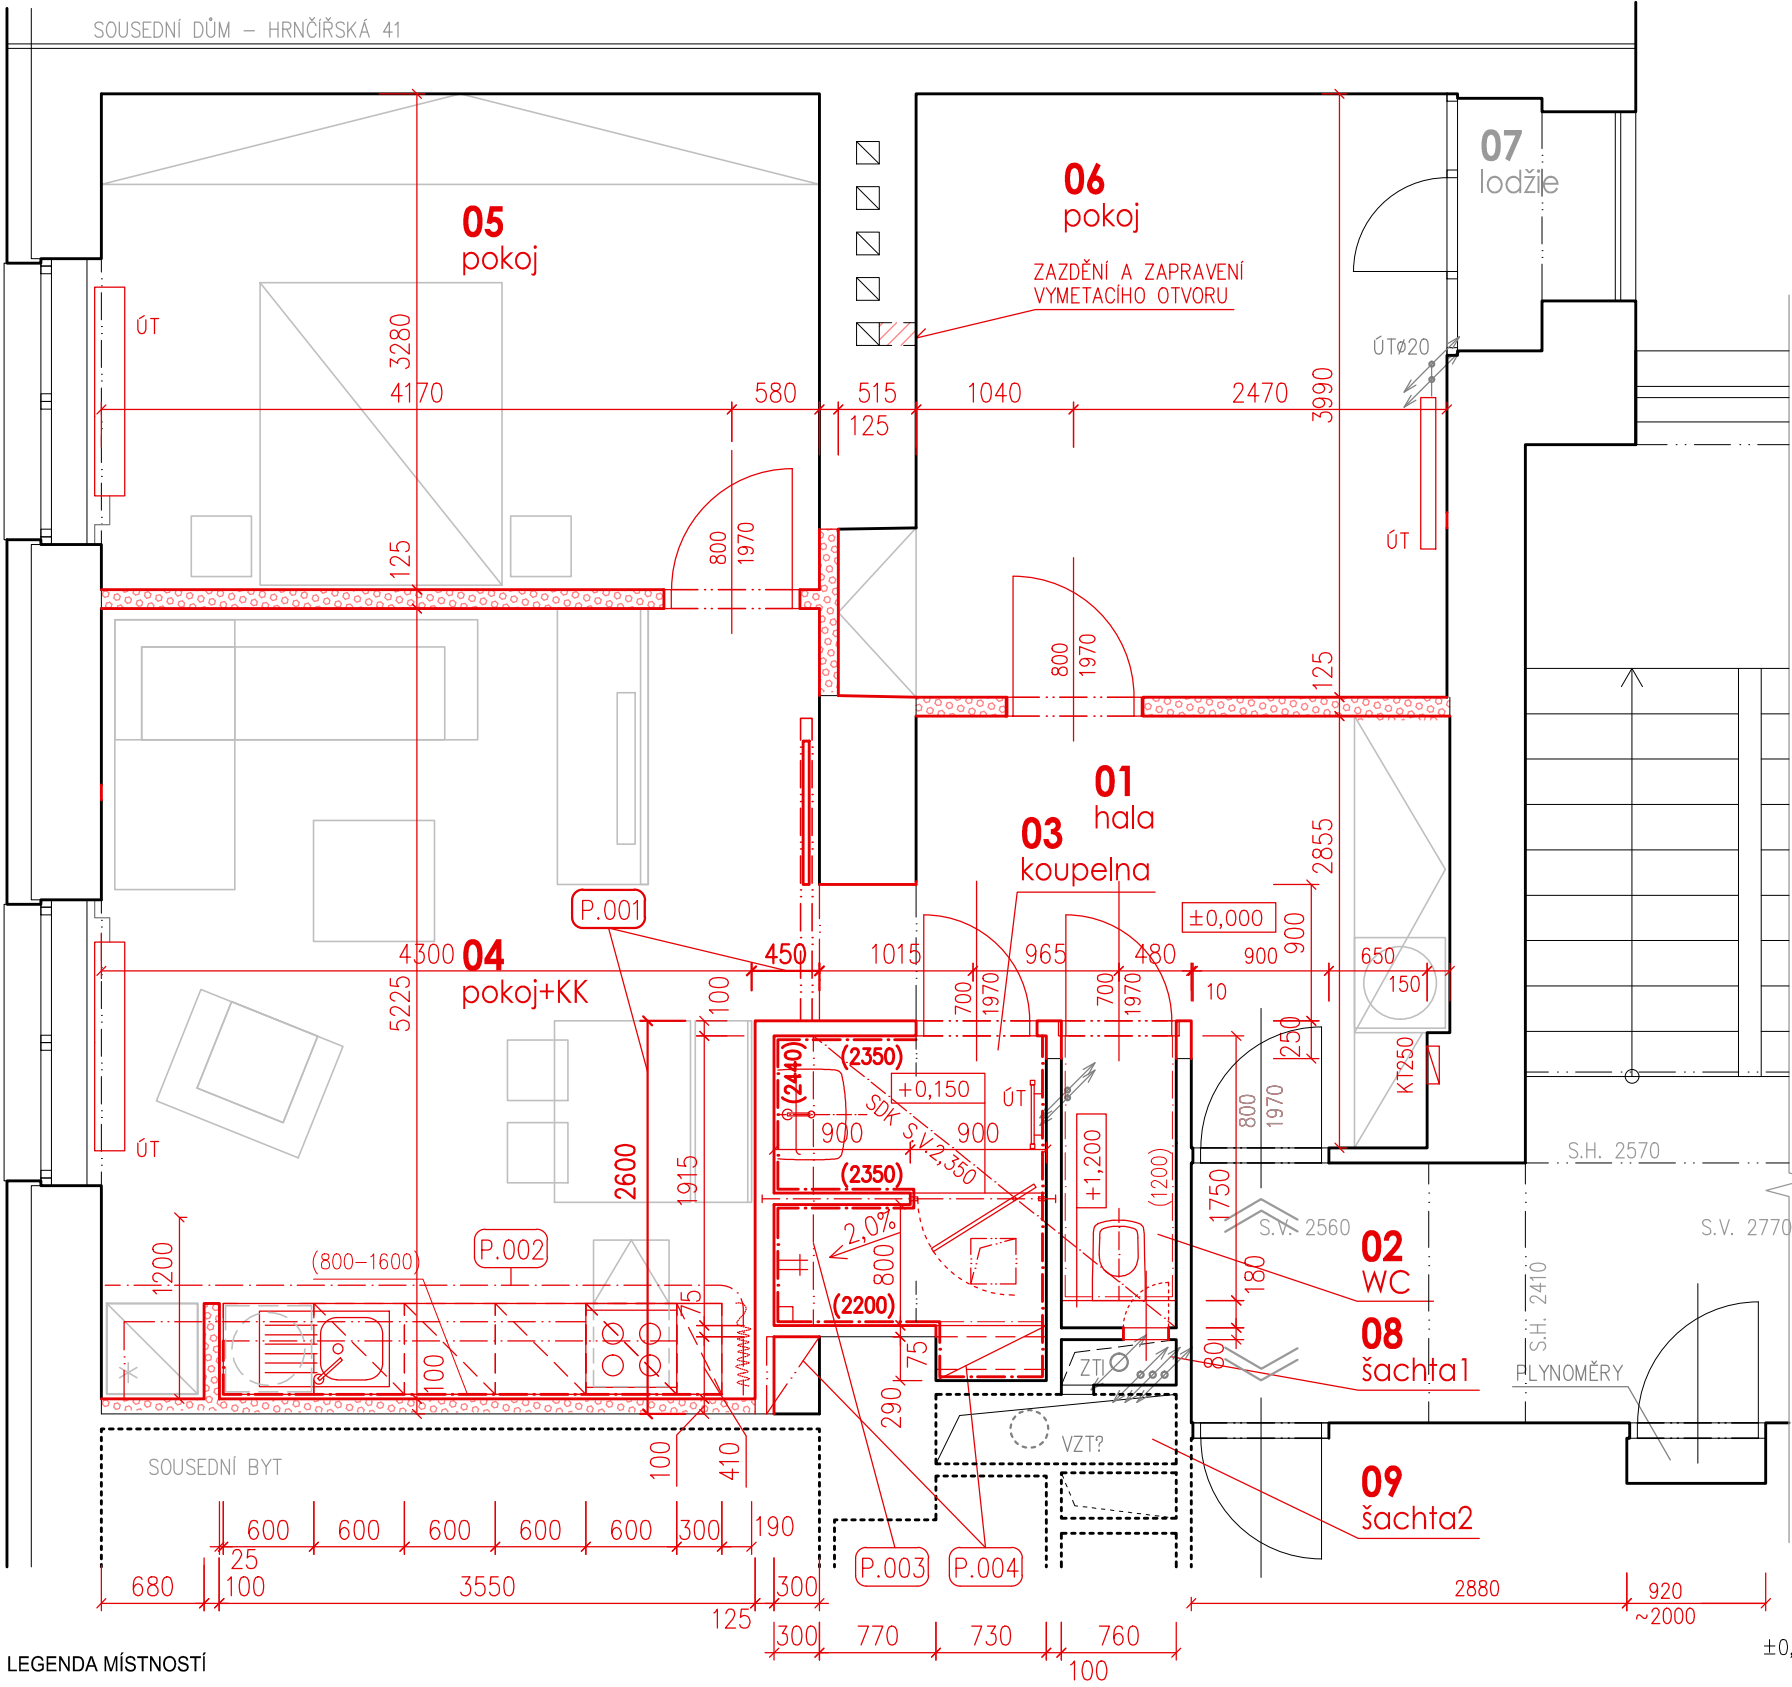 SOUSEDNÍ DŮM – HRNČÍŘSKÁ 41
07
lodžie
06
pokoj
05
pokoj
ZAZDĚNÍ A ZAPRAVENÍ
VYMETACÍHO OTVORU
ÚT
ÚTø20
3280
3990
4170
580
515
1040
2470
125
800
1970
125
ÚT
800
1970
125
01
hala
03
koupelna
2855
P.001
±0,000
900
04
pokoj+KK
4300
450
1015
965
480
900
650
5225
100
700
1970
700
1970
10
150
250
(2440)
(2350)
+0,150
ÚT
SDK S.V.2,350
900
900
KT250
800
1970
ÚT
2600
1915
(2350)
+1,200
(1200)
1750
S.H. 2570
S.V. 2560
S.V. 2770
P.002
2,0%
800
02
WC
(800–1600)
1200
180
S.H. 2410
75
(2200)
08
šachta1
75
80
ZTI
PLYNOMĚRY
100
290
VZT?
SOUSEDNÍ BYT
100
410
09
šachta2
600
600
600
600
600
300
190
25
P.003
P.004
680
100
3550
300
2880
920
125
~2000
300
770
730
760
100
±0,
LEGENDA MÍSTNOSTÍ